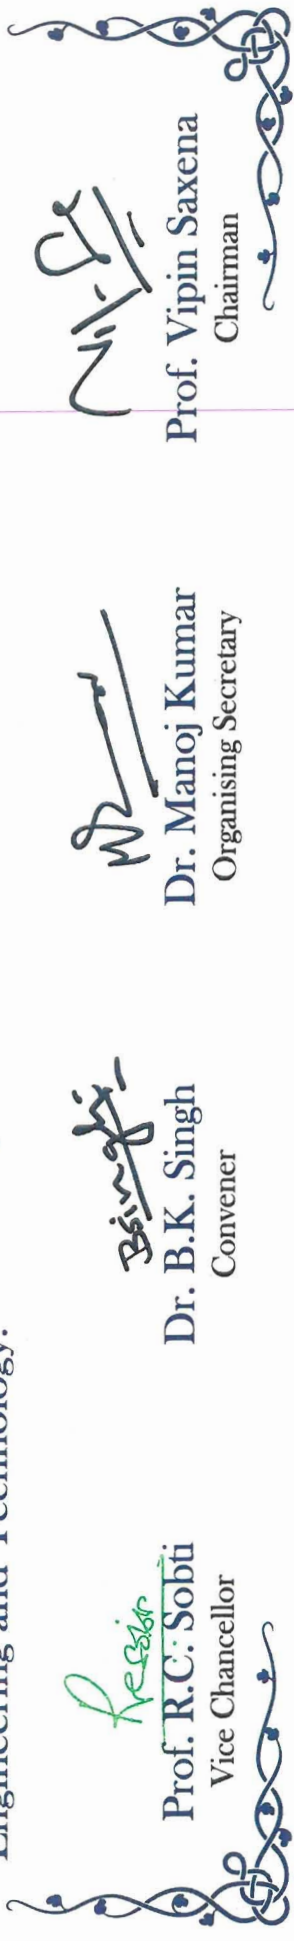 Engineering and Technology.
Prof. R.C. Sobti
Vice Chancellor
Dr. B.K. Singh
Convener
Dr. Manoj Kumar
Organising Secretary
Prof. Vipin Saxena
Chairman